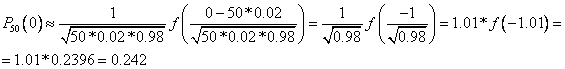 P₅₀(0) ≈ 1/√(50*0.02*0.98) f((0−50*0.02)/√(50*0.02*0.98)) = 1/√0.98 f(−1/√0.98) = 1.01* f(−1.01) =
= 1.01*0.2396 = 0.242